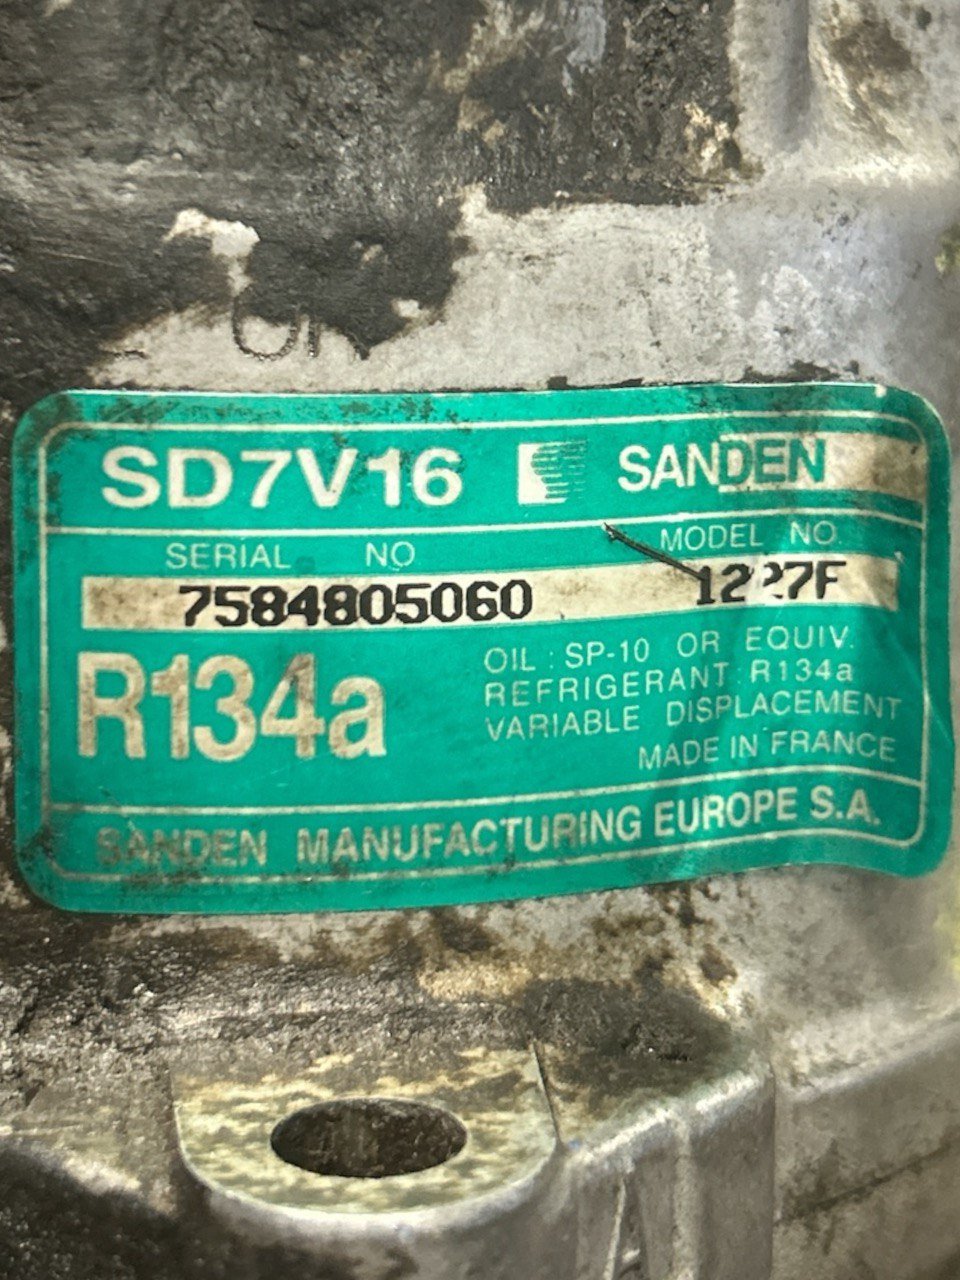 SD7V16 SANDEN
SERIAL NO MODEL NO.
7584805060
R134a
OIL : SP-10 OR EQUIV.
REFRIGERANT : R134a
VARIABLE DISPLACEMENT
MADE IN FRANCE
SANDEN MANUFACTURING EUROPE S.A.